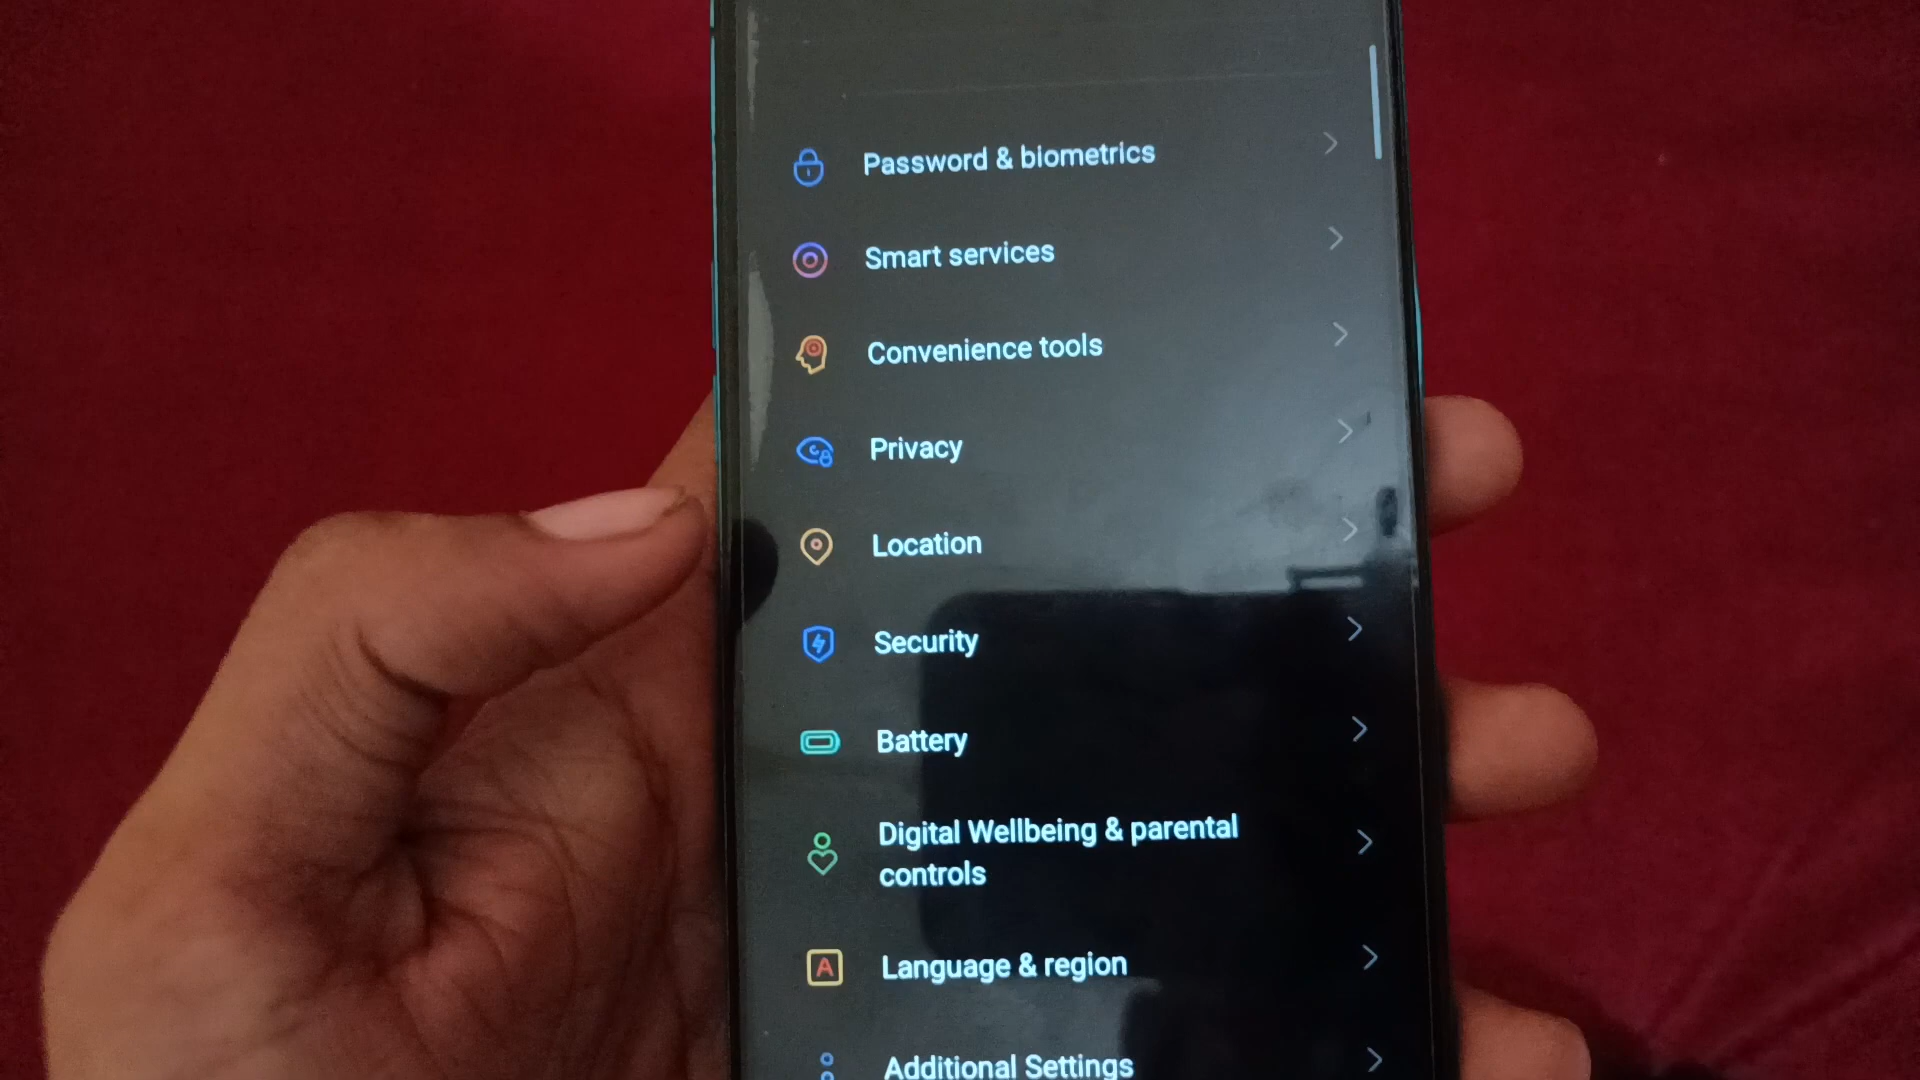 Password & biometrics
Smart services
Convenience tools
Privacy
Location
Security
Battery
Digital Wellbeing & parental
controls
A
Language & region
Additional Settings